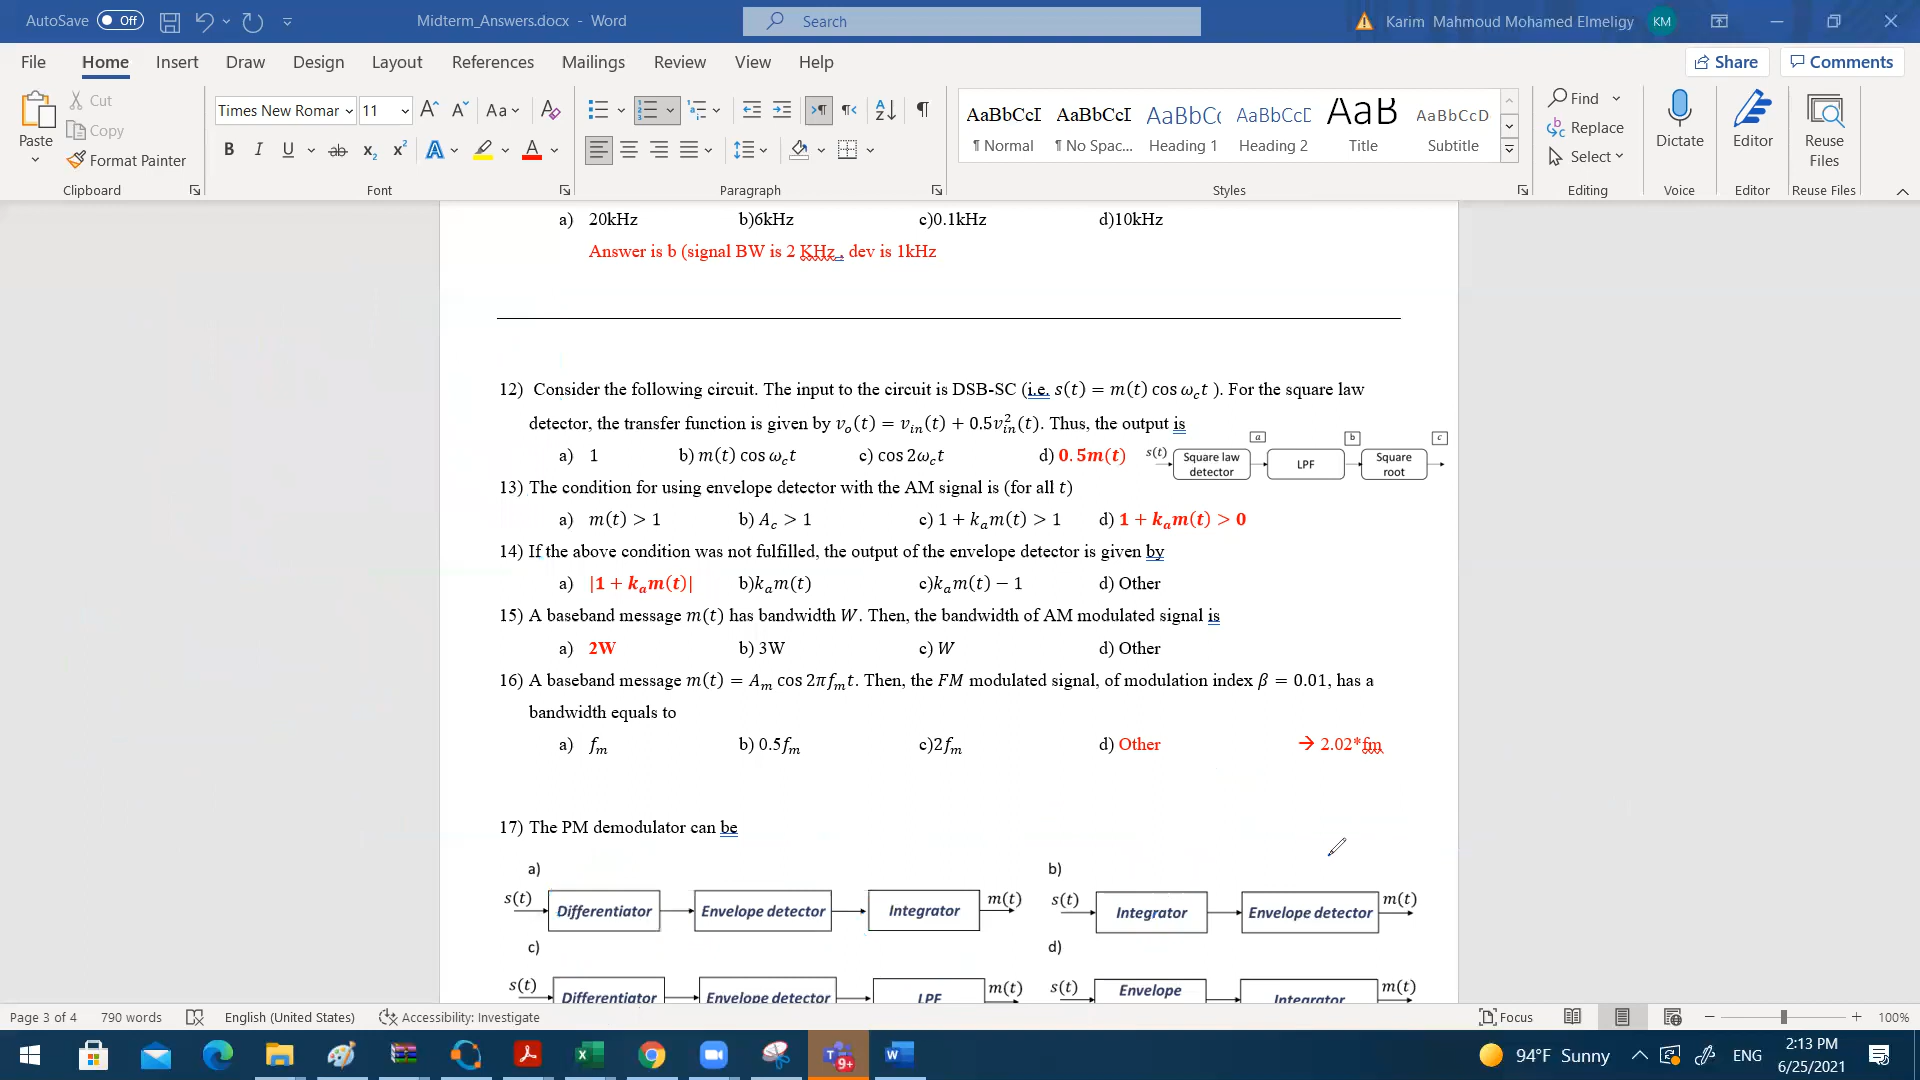 AutoSave Off Midterm_Answers.docx - Word Search Karim Mahmoud Mohamed Elmeligy KM
File Home Insert Draw Design Layout References Mailings Review View Help Share Comments
Paste Cut Copy Format Painter
Times New Romar 11
AaBbCcI AaBbCcI AaBbCc AaBbCcD AaB AaBbCcD
¶ Normal ¶ No Spac... Heading 1 Heading 2 Title Subtitle
Find Replace Select
Dictate Editor Reuse Files
Clipboard Font Paragraph Styles Editing Voice Editor Reuse Files
a) 20kHz b)6kHz c)0.1kHz d)10kHz
Answer is b (signal BW is 2 KHz , dev is 1kHz
12) Consider the following circuit. The input to the circuit is DSB-SC (i.e. s(t) = m(t) cos ω_c t ). For the square law
detector, the transfer function is given by v_o(t) = v_in(t) + 0.5v_in^2(t). Thus, the output is
a) 1 b) m(t) cos ω_c t c) cos 2ω_c t d) 0.5m(t)
s(t) a Square law detector b LPF c Square root
13) The condition for using envelope detector with the AM signal is (for all t)
a) m(t) > 1 b) A_c > 1 c) 1 + k_a m(t) > 1 d) 1 + k_a m(t) > 0
14) If the above condition was not fulfilled, the output of the envelope detector is given by
a) |1 + k_a m(t)| b)k_a m(t) c)k_a m(t) − 1 d) Other
15) A baseband message m(t) has bandwidth W. Then, the bandwidth of AM modulated signal is
a) 2W b) 3W c) W d) Other
16) A baseband message m(t) = A_m cos 2πf_m t. Then, the FM modulated signal, of modulation index β = 0.01, has a
bandwidth equals to
a) f_m b) 0.5f_m c)2f_m d) Other → 2.02*fm
17) The PM demodulator can be
a) b)
s(t) Differentiator Envelope detector Integrator m(t) s(t) Integrator Envelope detector m(t)
c) d)
s(t) Differentiator Envelope detector LPF m(t) s(t) Envelope Integrator m(t)
Page 3 of 4 790 words English (United States) Accessibility: Investigate Focus 100%
94°F Sunny ENG 2:13 PM
6/25/2021